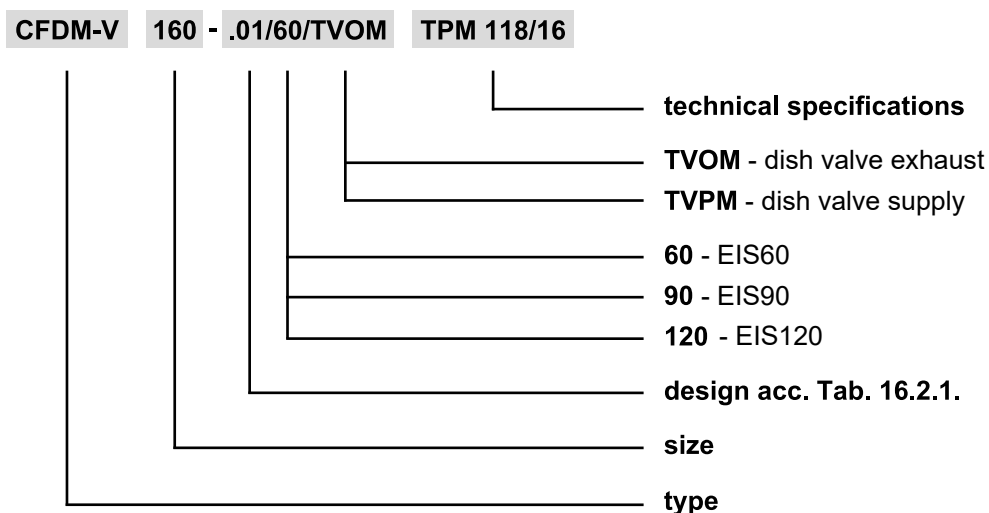 CFDM-V 160 - .01/60/TVOM TPM 118/16
technical specifications
TVOM - dish valve exhaust
TVPM - dish valve supply
60 - EIS60
90 - EIS90
120 - EIS120
design acc. Tab. 16.2.1.
size
type